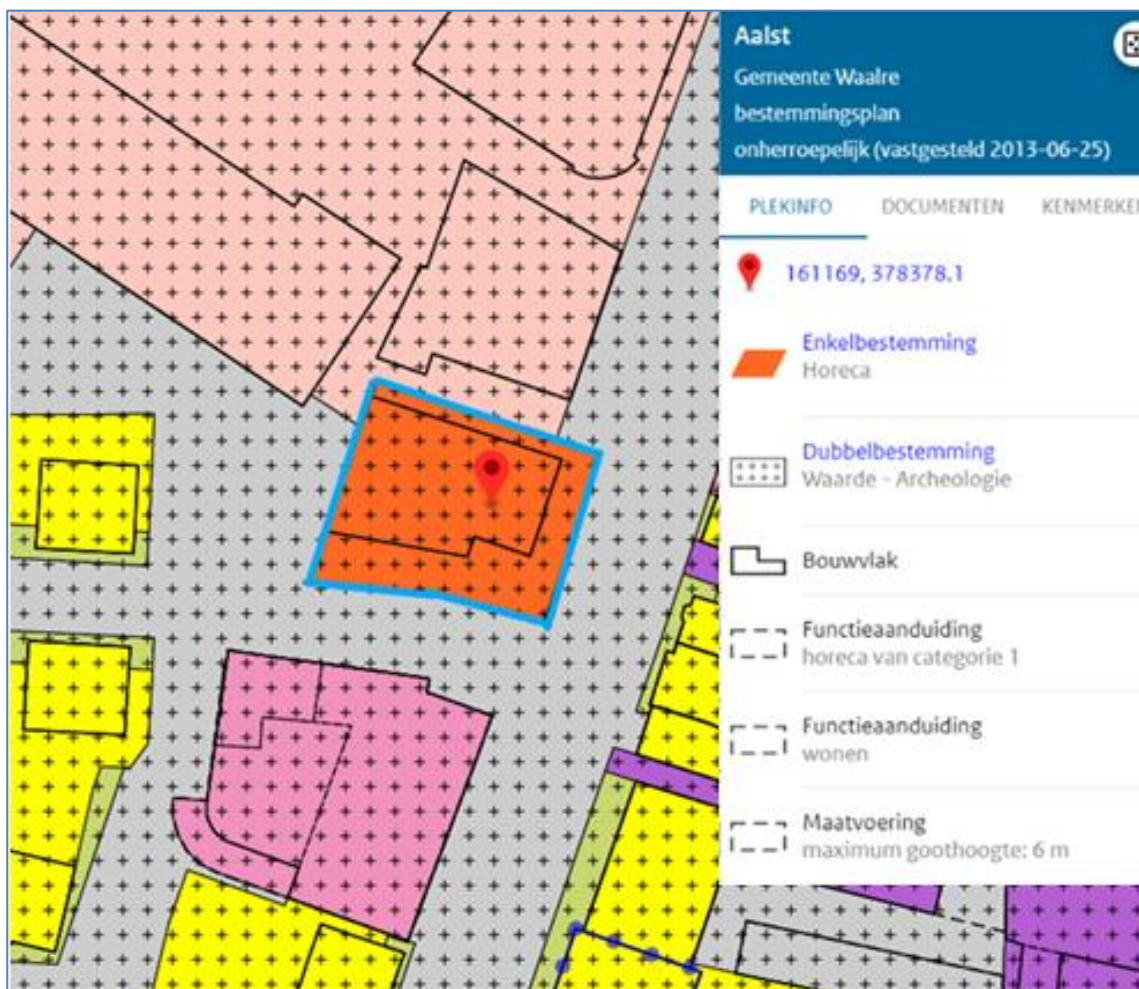 Aalst
Gemeente Waalre
bestemmingsplan
onherroepelijk (vastgesteld 2013-06-25)
PLEKINFO DOCUMENTEN KENMERKEN
161169, 378378.1
Enkelbestemming
Horeca
Dubbelbestemming
Waarde - Archeologie
Bouwvlak
Functieaanduiding
horeca van categorie 1
Functieaanduiding
wonen
Maatvoering
maximum goothoogte: 6 m